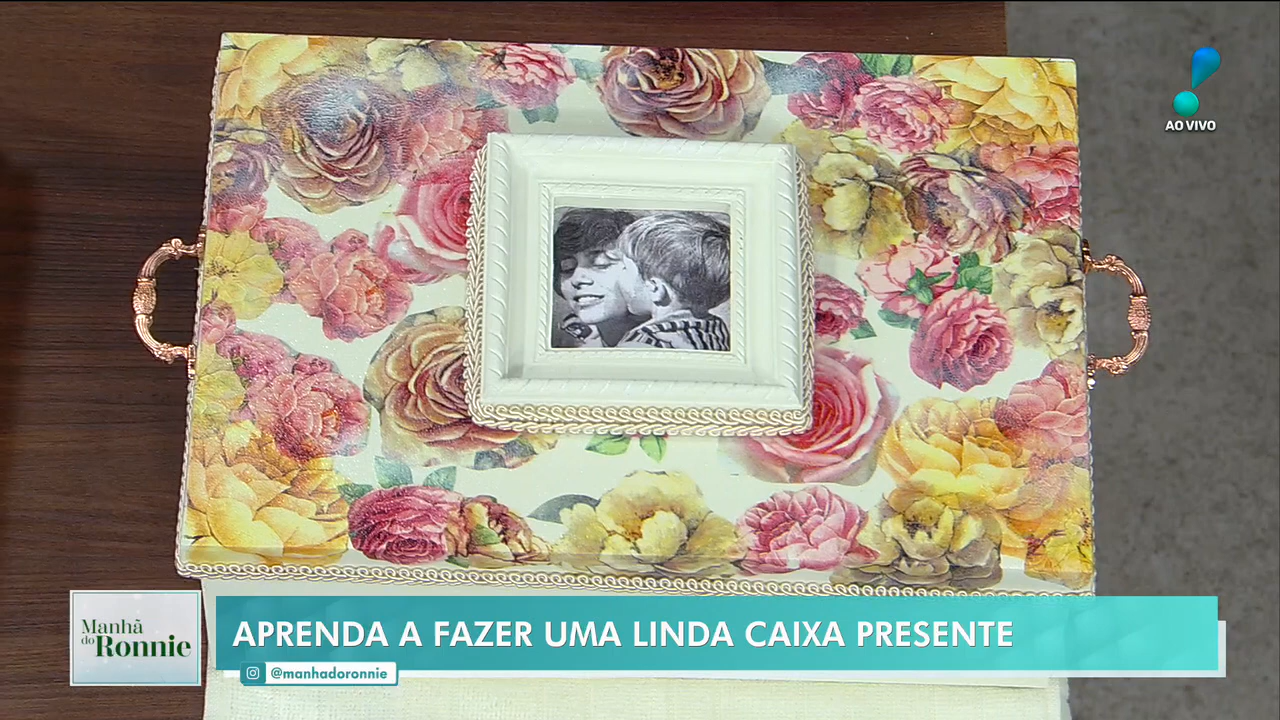 AO VIVO
Manhã
do Ronnie
APRENDA A FAZER UMA LINDA CAIXA PRESENTE
@manhadoronnie